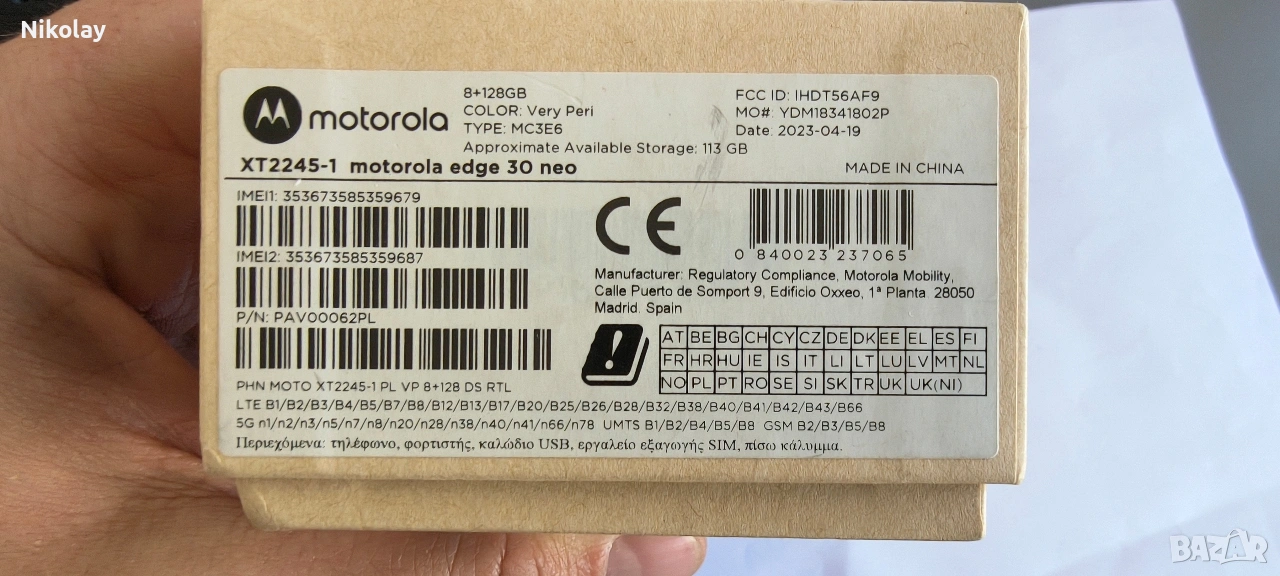 Nikolay
motorola
8+128GB
COLOR: Very Peri
TYPE: MC3E6
Approximate Available Storage: 113 GB
FCC ID: IHDT56AF9
MO#: YDM18341802P
Date: 2023-04-19
XT2245-1 motorola edge 30 neo
MADE IN CHINA
IMEI1: 353673585359679
IMEI2: 353673585359687
P/N: PAV00062PL
PHN MOTO XT2245-1 PL VP 8+128 DS RTL
CE
0 840023 237065
Manufacturer: Regulatory Compliance, Motorola Mobility,
Calle Puerto de Somport 9, Edificio Oxxeo, 1ª Planta 28050
Madrid. Spain
AT BE BG CH CY CZ DE DK EE EL ES FI
FR HR HU IE IS IT LI LT LU LV MT NL
NO PL PT RO SE SI SK TR UK UK(NI)
LTE B1/B2/B3/B4/B5/B7/B8/B12/B13/B17/B20/B25/B26/B28/B32/B38/B40/B41/B42/B43/B66
5G n1/n2/n3/n5/n7/n8/n20/n28/n38/n40/n41/n66/n78 UMTS B1/B2/B4/B5/B8 GSM B2/B3/B5/B8
Περιεχόμενα: τηλέφωνο, φορτιστής, καλώδιο USB, εργαλείο εξαγωγής SIM, πίσω κάλυμμα.
BAZAR